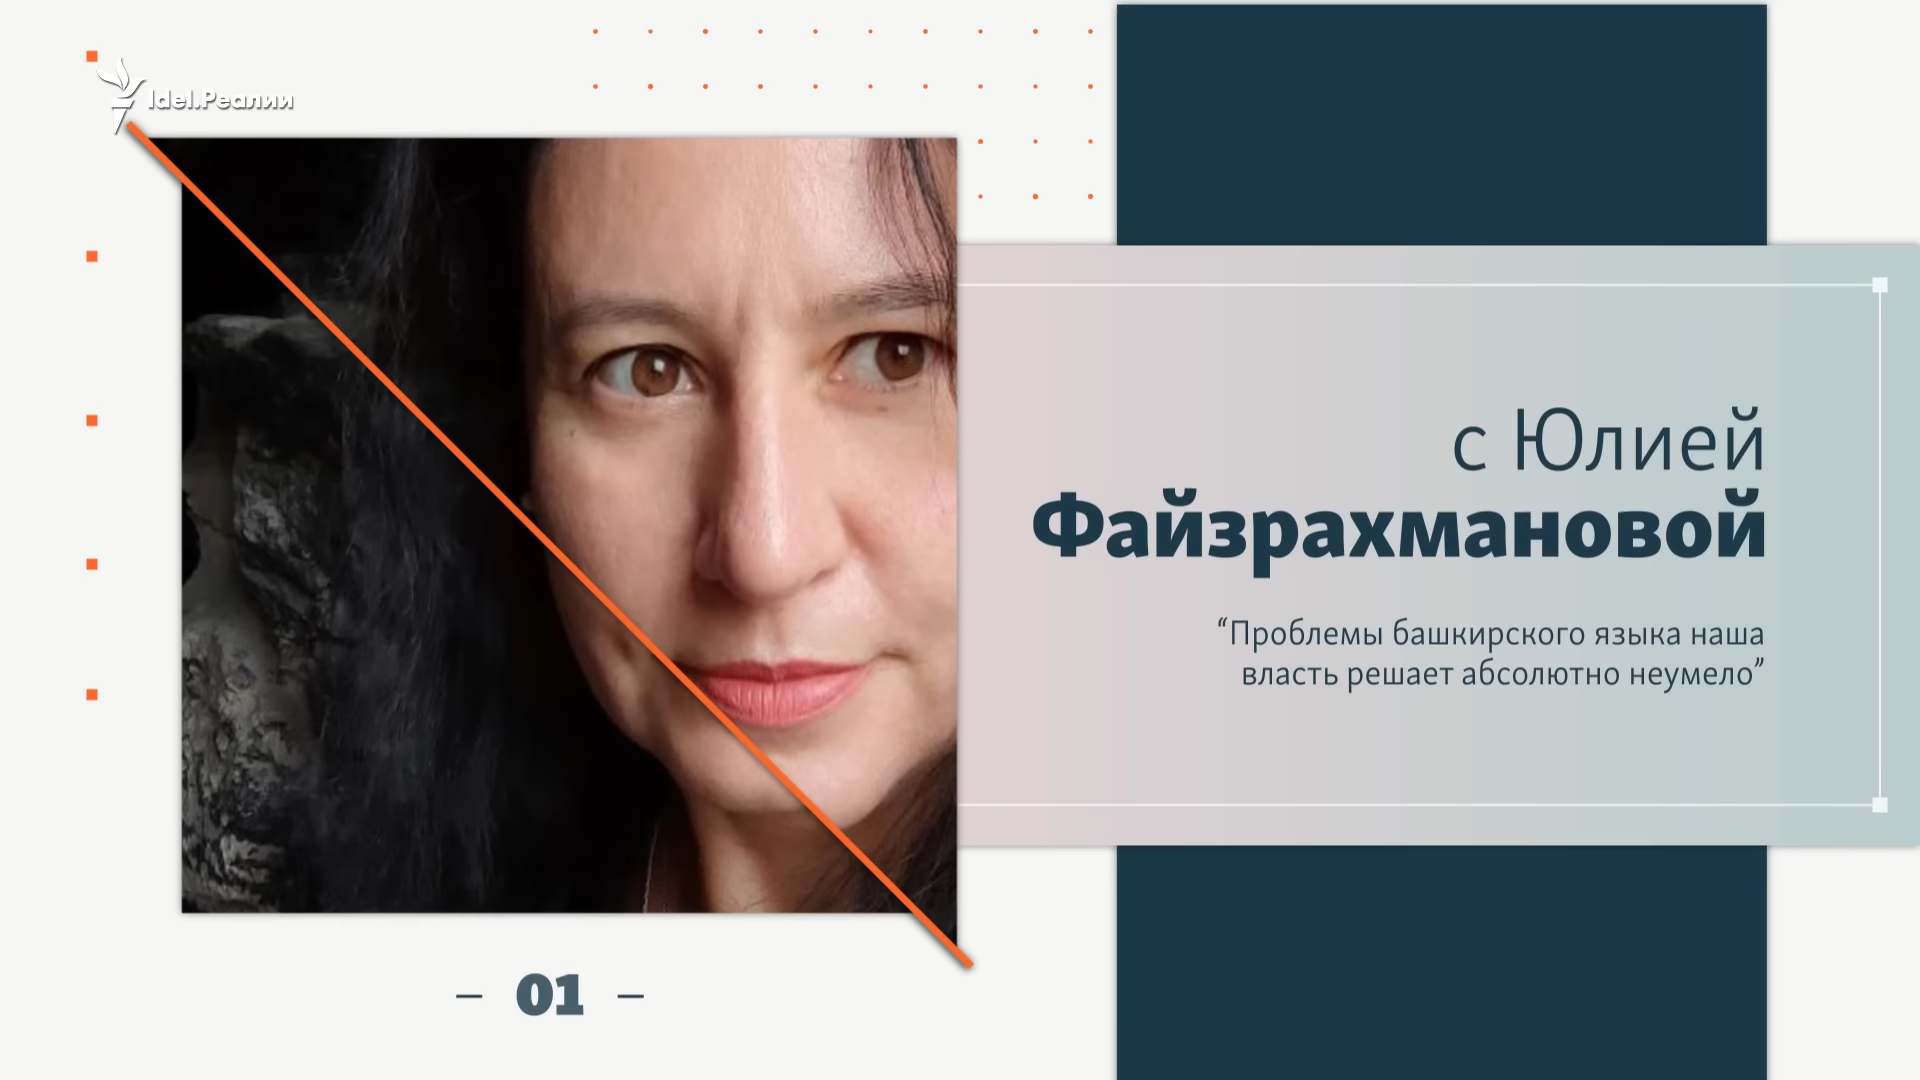 Idel.Реалии
с Юлией
Файзрахмановой
“Проблемы башкирского языка наша
власть решает абсолютно неумело”
– 01 –